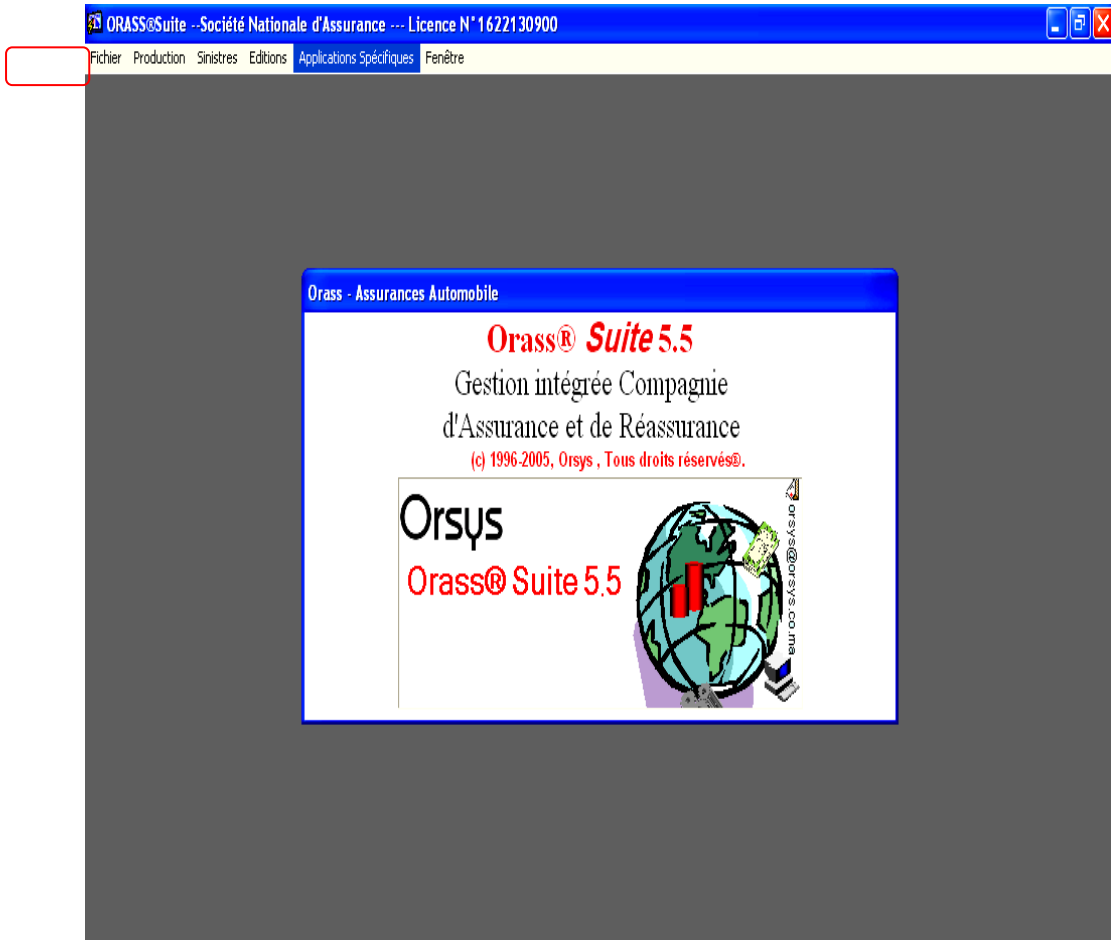 ORASS®Suite --Société Nationale d'Assurance --- Licence N°1622130900
Fichier Production Sinistres Editions Applications Spécifiques Fenêtre
Orass - Assurances Automobile
Orass® Suite 5.5
Gestion intégrée Compagnie
d'Assurance et de Réassurance
(c) 1996-2005, Orsys , Tous droits réservés®.
Orsys
Orass® Suite 5.5
orsys@orsys.co.ma